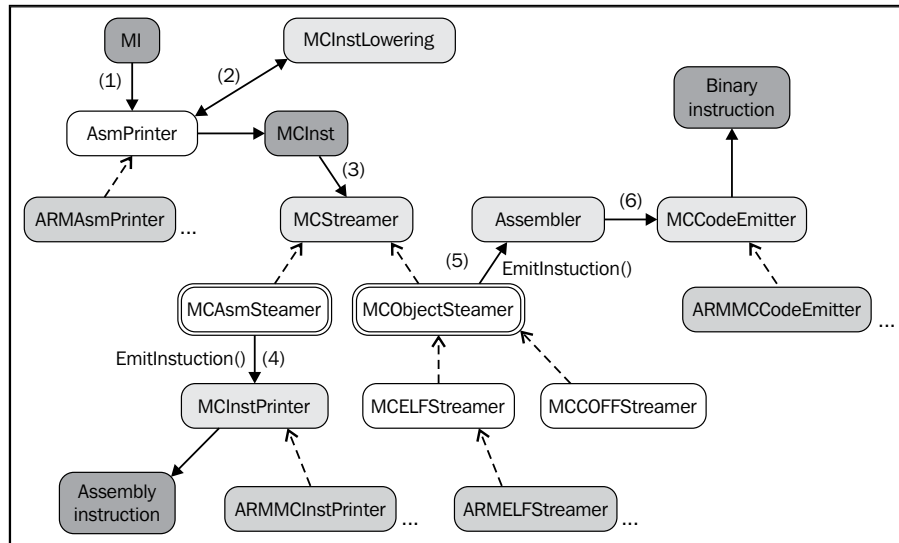 MI
MCInstLowering
(1)
(2)
Binary
instruction
AsmPrinter
MCInst
(3)
ARMAsmPrinter
...
MCStreamer
Assembler
(6)
MCCodeEmitter
(5)
EmitInstuction()
MCAsmSteamer
MCObjectSteamer
ARMMCCodeEmitter
...
EmitInstuction()
(4)
MCInstPrinter
MCELFStreamer
MCCOFFStreamer
Assembly
instruction
ARMMCInstPrinter
...
ARMELFStreamer
...